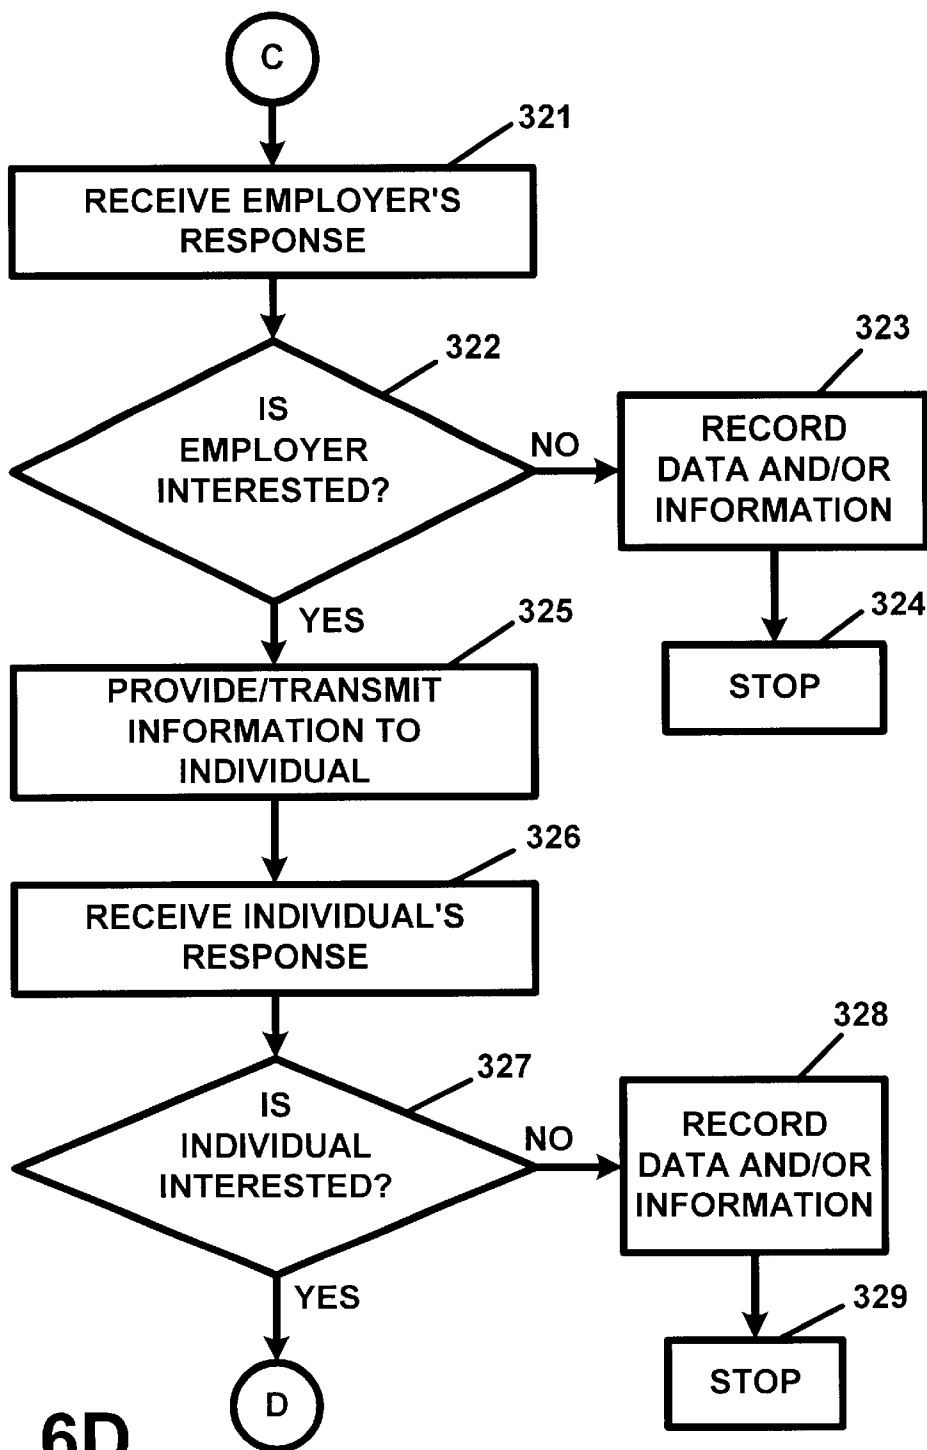 C
321
RECEIVE EMPLOYER'S
RESPONSE
322
IS
EMPLOYER
INTERESTED?
NO
323
RECORD
DATA AND/OR
INFORMATION
324
STOP
YES
325
PROVIDE/TRANSMIT
INFORMATION TO
INDIVIDUAL
326
RECEIVE INDIVIDUAL'S
RESPONSE
327
IS
INDIVIDUAL
INTERESTED?
NO
328
RECORD
DATA AND/OR
INFORMATION
329
STOP
YES
D
6D